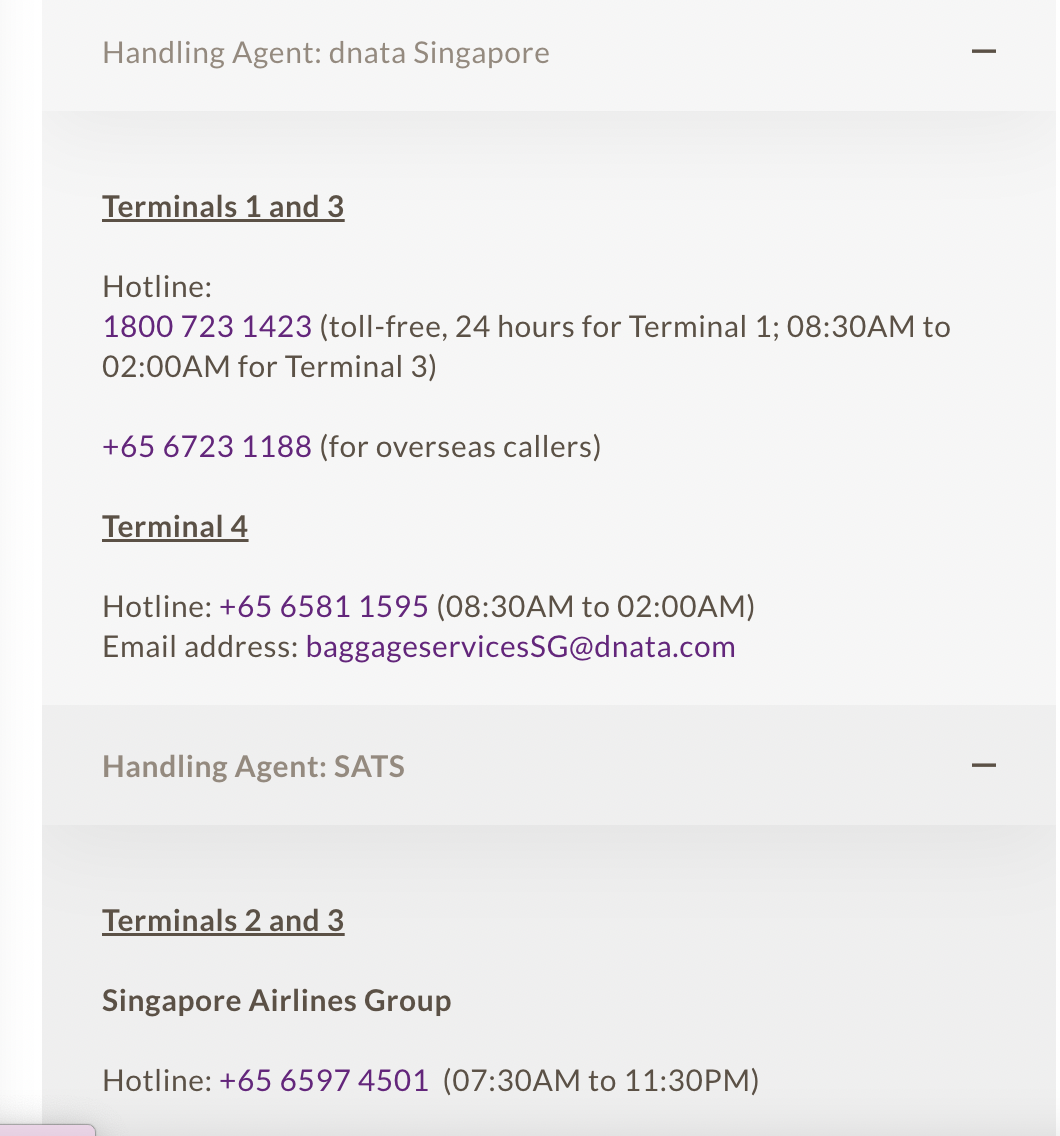 Handling Agent: dnata Singapore
Terminals 1 and 3
Hotline:
1800 723 1423 (toll-free, 24 hours for Terminal 1; 08:30AM to
02:00AM for Terminal 3)
+65 6723 1188 (for overseas callers)
Terminal 4
Hotline: +65 6581 1595 (08:30AM to 02:00AM)
Email address: baggageservicesSG@dnata.com
Handling Agent: SATS
Terminals 2 and 3
Singapore Airlines Group
Hotline: +65 6597 4501 (07:30AM to 11:30PM)